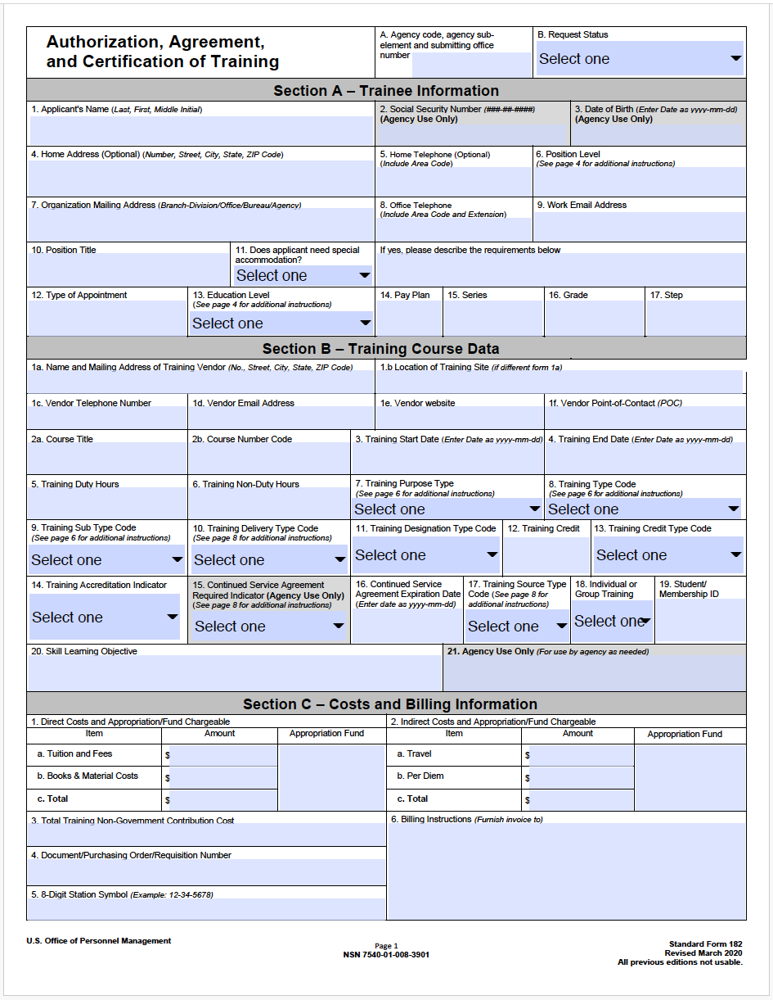 Authorization, Agreement,
and Certification of Training
A. Agency code, agency sub-
element and submitting office
number
B. Request Status
Select one
Section A – Trainee Information
1. Applicant's Name (Last, First, Middle Initial)
2. Social Security Number (###-##-####)
(Agency Use Only)
3. Date of Birth (Enter Date as yyyy-mm-dd)
(Agency Use Only)
4. Home Address (Optional) (Number, Street, City, State, ZIP Code)
5. Home Telephone (Optional)
(Include Area Code)
6. Position Level
(See page 4 for additional instructions)
7. Organization Mailing Address (Branch-Division/Office/Bureau/Agency)
8. Office Telephone
(Include Area Code and Extension)
9. Work Email Address
10. Position Title
11. Does applicant need special
accommodation?
Select one
If yes, please describe the requirements below
12. Type of Appointment
13. Education Level
(See page 4 for additional instructions)
Select one
14. Pay Plan
15. Series
16. Grade
17. Step
Section B – Training Course Data
1a. Name and Mailing Address of Training Vendor (No., Street, City, State, ZIP Code)
1.b Location of Training Site (if different form 1a)
1c. Vendor Telephone Number
1d. Vendor Email Address
1e. Vendor website
1f. Vendor Point-of-Contact (POC)
2a. Course Title
2b. Course Number Code
3. Training Start Date (Enter Date as yyyy-mm-dd)
4. Training End Date (Enter Date as yyyy-mm-dd)
5. Training Duty Hours
6. Training Non-Duty Hours
7. Training Purpose Type
(See page 6 for additional instructions)
Select one
8. Training Type Code
(See page 6 for additional instructions)
Select one
9. Training Sub Type Code
(See page 6 for additional instructions)
Select one
10. Training Delivery Type Code
(See page 8 for additional instructions)
Select one
11. Training Designation Type Code
Select one
12. Training Credit
13. Training Credit Type Code
Select one
14. Training Accreditation Indicator
Select one
15. Continued Service Agreement
Required Indicator (Agency Use Only)
(See page 8 for additional instructions)
Select one
16. Continued Service
Agreement Expiration Date
(Enter date as yyyy-mm-dd)
17. Training Source Type
Code (See page 8 for
additional instructions)
Select one
18. Individual or
Group Training
Select one
19. Student/
Membership ID
20. Skill Learning Objective
21. Agency Use Only (For use by agency as needed)
Section C – Costs and Billing Information
1. Direct Costs and Appropriation/Fund Chargeable
2. Indirect Costs and Appropriation/Fund Chargeable
Item Amount Appropriation Fund
Item Amount Appropriation Fund
a. Tuition and Fees $
a. Travel $
b. Books & Material Costs $
b. Per Diem $
c. Total $
c. Total $
3. Total Training Non-Government Contribution Cost
6. Billing Instructions (Furnish invoice to)
4. Document/Purchasing Order/Requisition Number
5. 8-Digit Station Symbol (Example: 12-34-5678)
U.S. Office of Personnel Management
Page 1
NSN 7540-01-008-3901
Standard Form 182
Revised March 2020
All previous editions not usable.